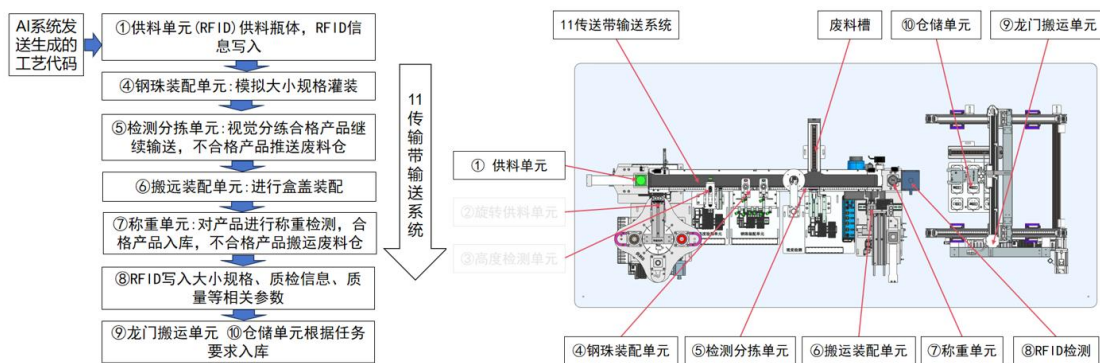 AI系统发
送生成的
工艺代码
①供料单元(RFID)供料瓶体，RFID信
息写入
④钢珠装配单元:模拟大小规格灌装
⑤检测分拣单元:视觉分练合格产品继
续输送，不合格产品推送废料仓
⑥搬远装配单元:进行盒盖装配
⑦称重单元:对产品进行称重检测，合
格产品入库，不合格产品搬运废料仓
⑧RFID写入大小规格、质检信息、质
量等相关参数
⑨龙门搬运单元 ⑩仓储单元根据任务
要求入库
11
传
输
带
输
送
系
统
11传送带输送系统
废料槽
⑩仓储单元
⑨龙门搬运单元
① 供料单元
②旋转供料单元
③高度检测单元
④钢珠装配单元
⑤检测分拣单元
⑥搬运装配单元
⑦称重单元
⑧RFID检测